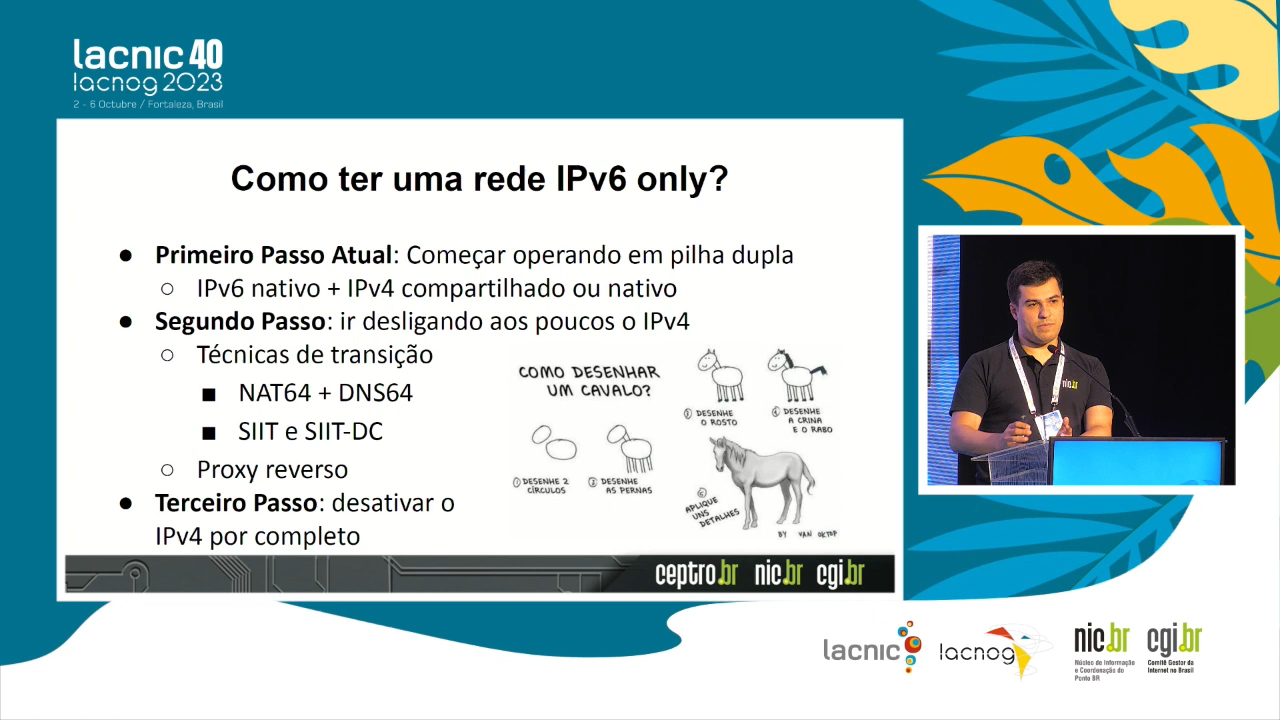 lacnic 40
lacnog 2023
2 - 6 Octubre / Fortaleza, Brasil
Como ter uma rede IPv6 only?
● Primeiro Passo Atual: Começar operando em pilha dupla
○ IPv6 nativo + IPv4 compartilhado ou nativo
● Segundo Passo: ir desligando aos poucos o IPv4
○ Técnicas de transição
■ NAT64 + DNS64
■ SIIT e SIIT-DC
○ Proxy reverso
● Terceiro Passo: desativar o
IPv4 por completo
COMO DESENHAR
UM CAVALO?
① DESENHE 2
CÍRCULOS
② DESENHE
AS PERNAS
③ DESENHE
O ROSTO
④ DESENHE
A CRINA
E O RABO
⑤ APLIQUE
UNS
DETALHES
BY VAN OKTOP
ceptro.br nic.br cgi.br
nic.br
lacnic
lacnog
nic.br
Núcleo de Informação
e Coordenação do
Ponto BR
cgi.br
Comitê Gestor da
Internet no Brasil